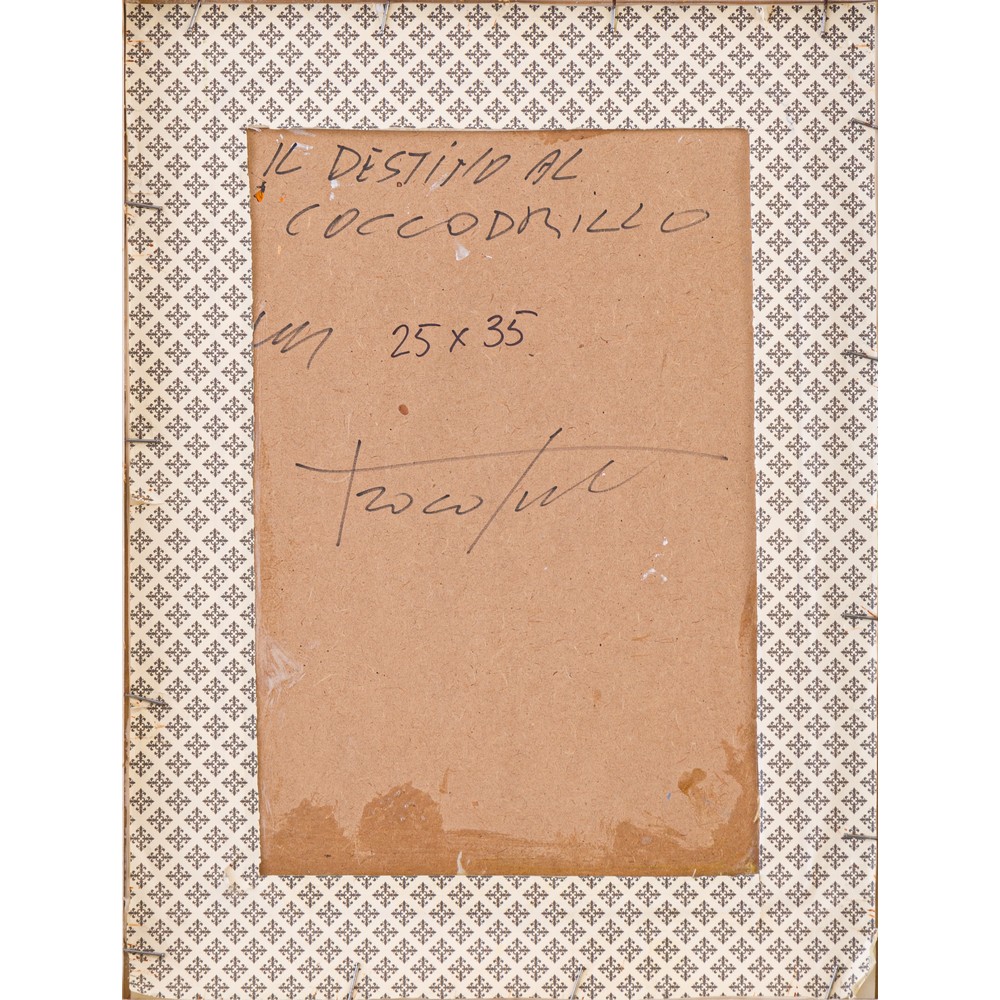 IL DESTINO AL
COCCODRILLO
25 x 35